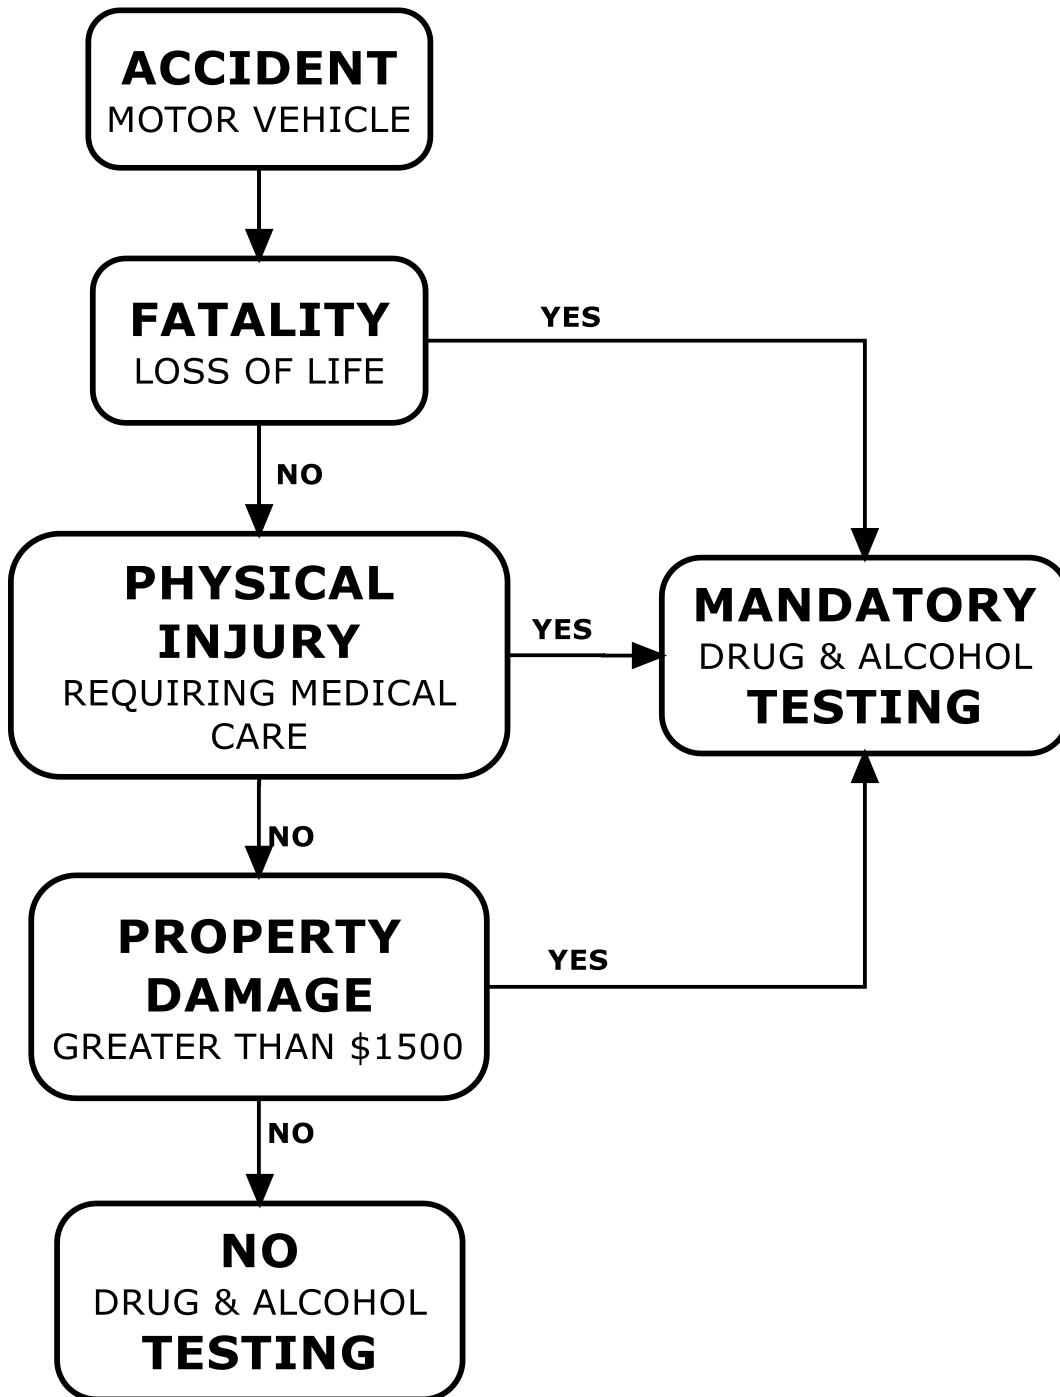 ACCIDENT
MOTOR VEHICLE
FATALITY
LOSS OF LIFE
YES
NO
PHYSICAL
INJURY
REQUIRING MEDICAL
CARE
YES
MANDATORY
DRUG & ALCOHOL
TESTING
NO
PROPERTY
DAMAGE
GREATER THAN $1500
YES
NO
NO
DRUG & ALCOHOL
TESTING